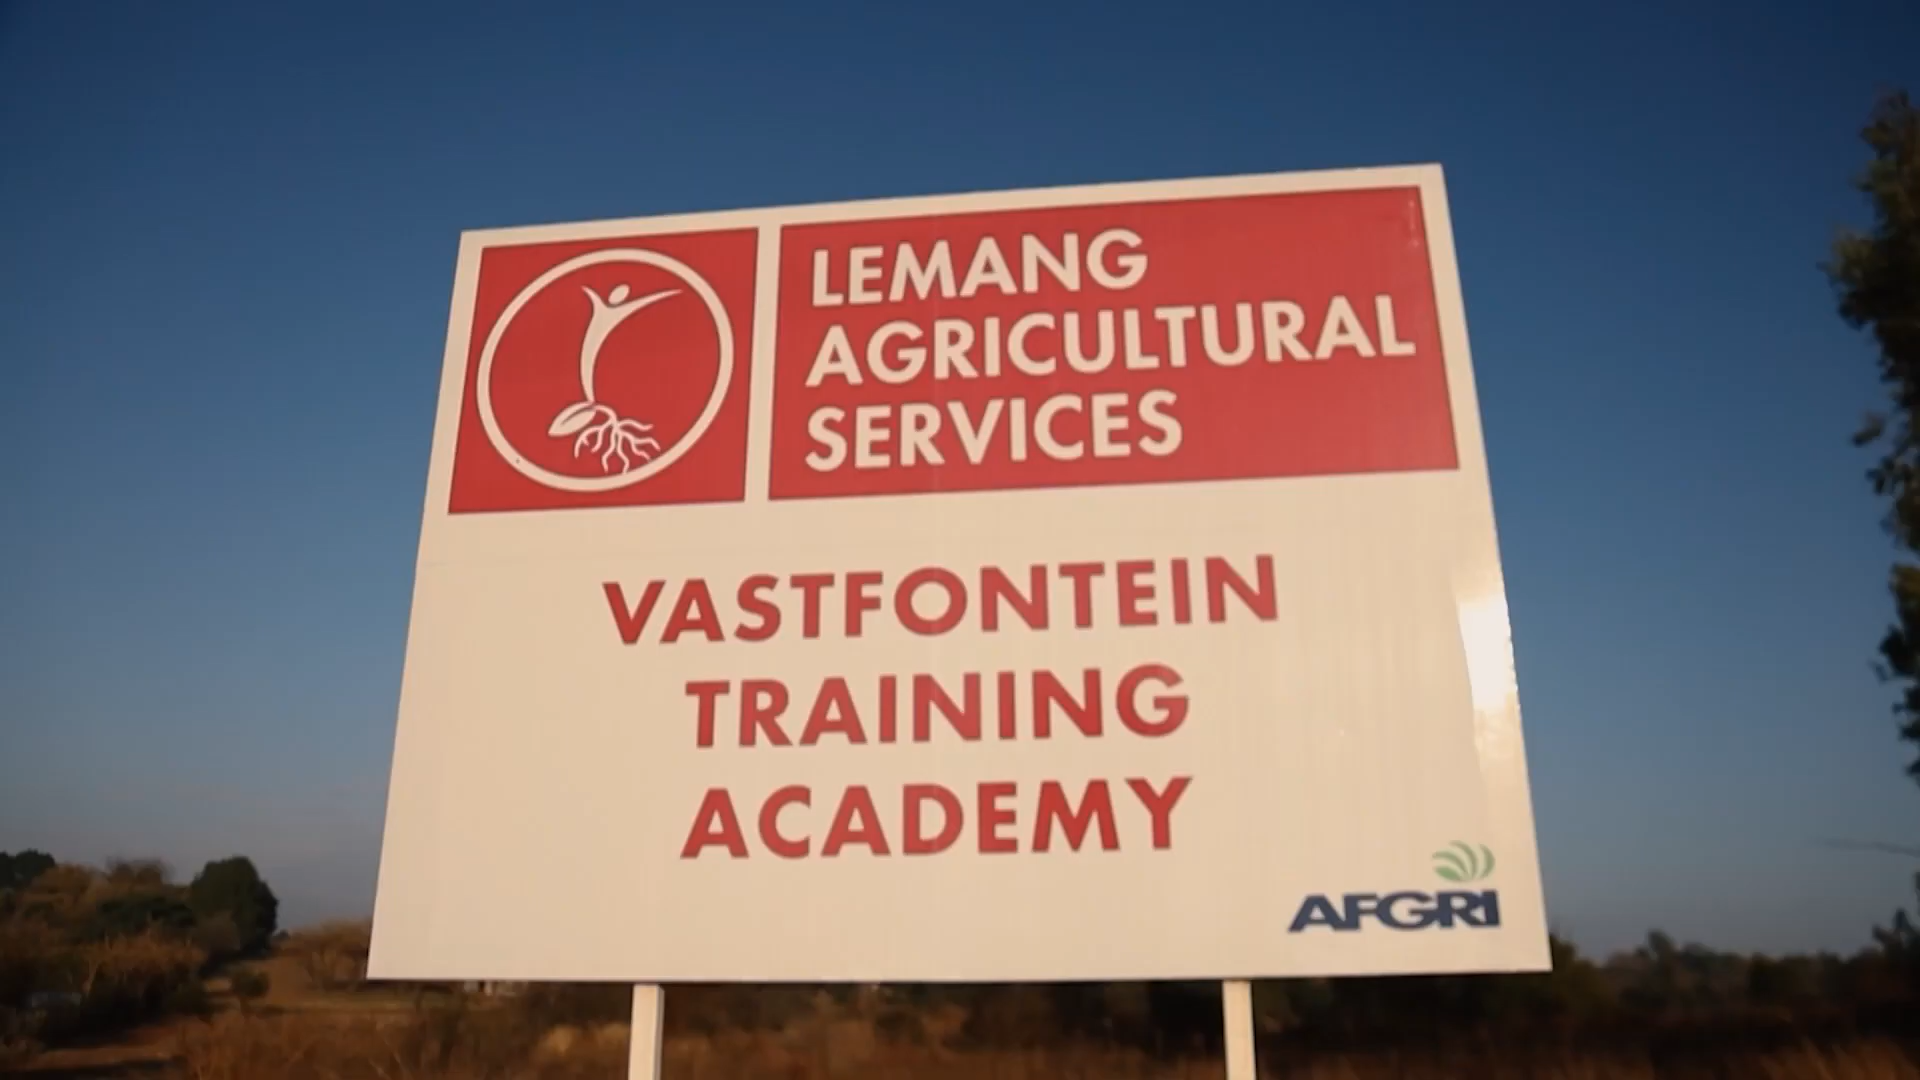 LEMANG
AGRICULTURAL
SERVICES
VASTFONTEIN
TRAINING
ACADEMY
AFGRI